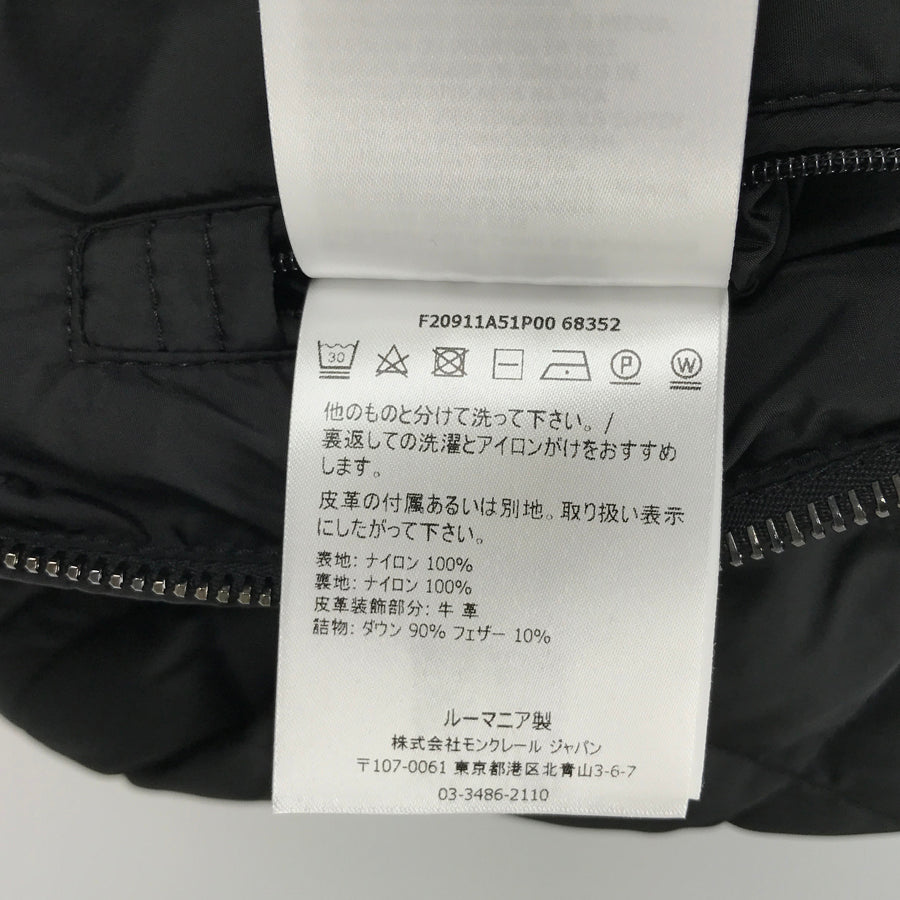 F20911A51P00 68352
30
P
W
他のものと分けて洗って下さい。/
裏返しての洗濯とアイロンがけをおすすめ
します。
皮革の付属あるいは別地。取り扱い表示
にしたがって下さい。
表地: ナイロン 100%
裏地: ナイロン 100%
皮革装飾部分: 牛 革
詰物: ダウン 90% フェザー 10%
ルーマニア製
株式会社モンクレール ジャパン
〒107-0061 東京都港区北青山3-6-7
03-3486-2110